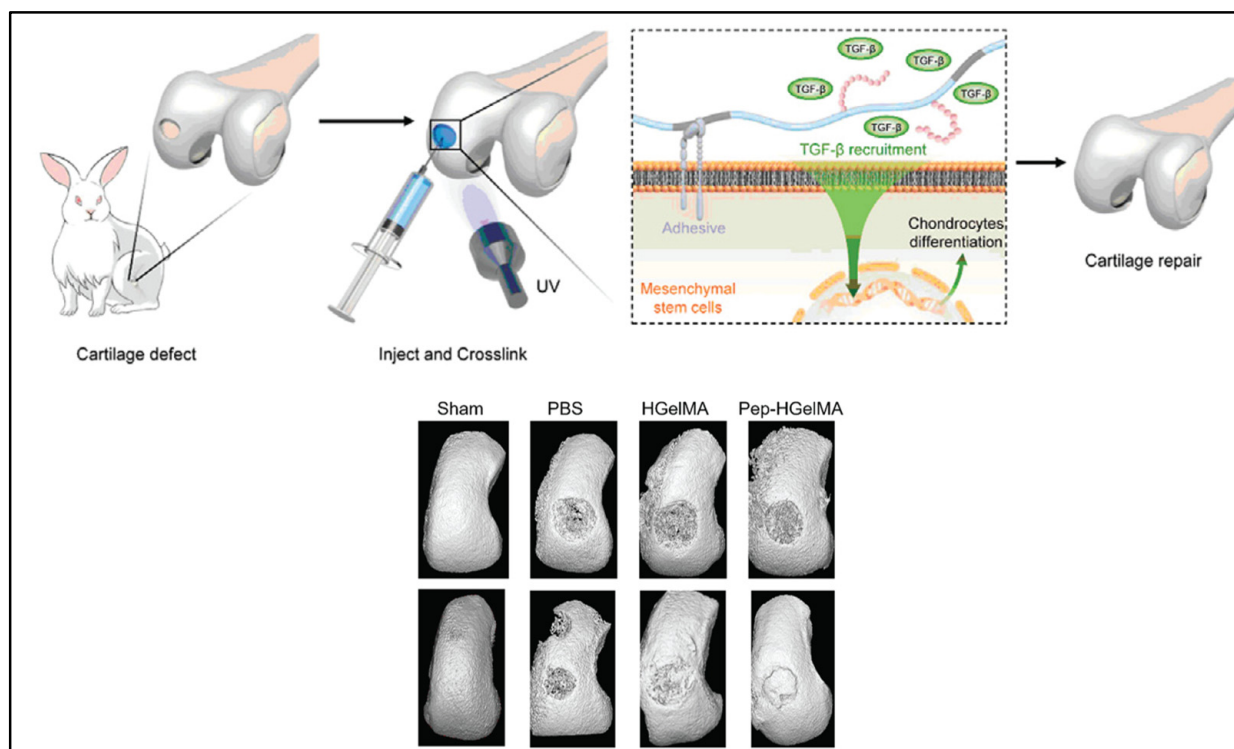 TGF-β
TGF-β
TGF-β
TGF-β
TGF-β
TGF-β recruitment
Adhesive
Chondrocytes
differentiation
Mesenchymal
stem cells
UV
Cartilage repair
Cartilage defect
Inject and Crosslink
Sham PBS HGelMA Pep-HGelMA